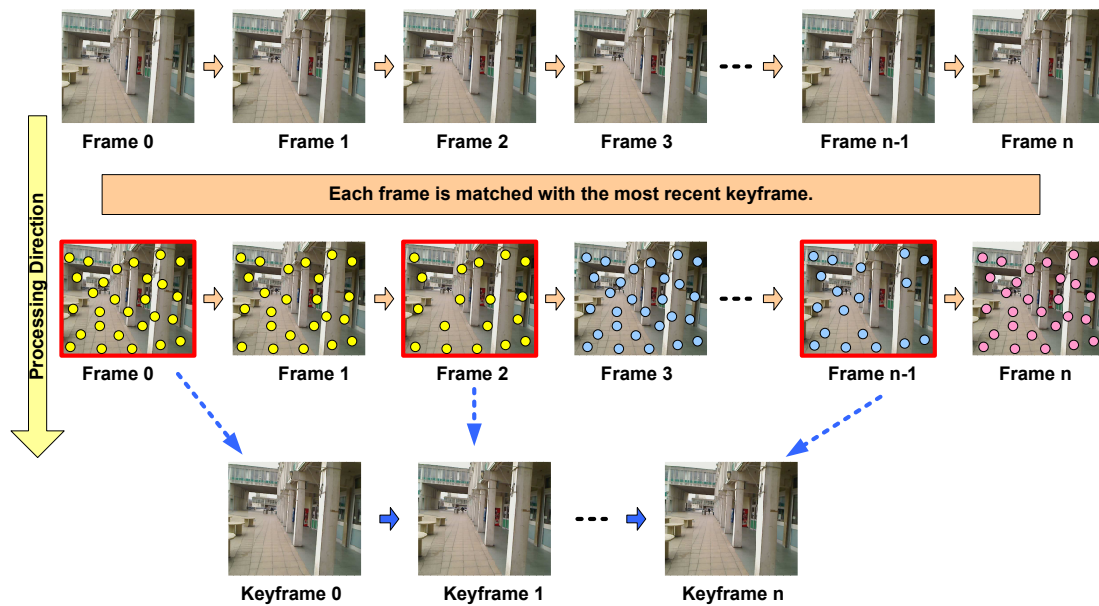 Frame 0
Frame 1
Frame 2
Frame 3
Frame n-1
Frame n
Processing Direction
Each frame is matched with the most recent keyframe.
Frame 0
Frame 1
Frame 2
Frame 3
Frame n-1
Frame n
Keyframe 0
Keyframe 1
Keyframe n